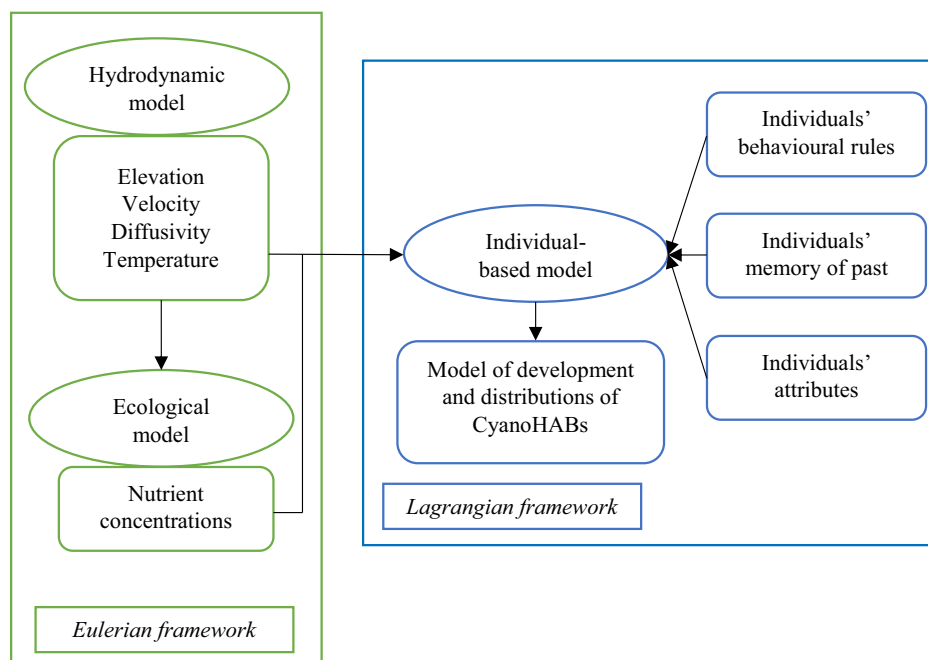 Hydrodynamic
model
Elevation
Velocity
Diffusivity
Temperature
Ecological
model
Nutrient
concentrations
Eulerian framework
Individual-
based model
Model of development
and distributions of
CyanoHABs
Lagrangian framework
Individuals’
behavioural rules
Individuals’
memory of past
Individuals’
attributes